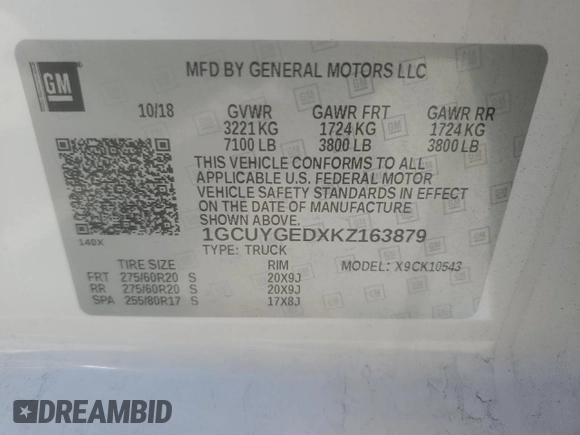 GM
MFD BY GENERAL MOTORS LLC
10/18 GVWR GAWR FRT GAWR RR
3221 KG 1724 KG 1724 KG
7100 LB 3800 LB 3800 LB
THIS VEHICLE CONFORMS TO ALL
APPLICABLE U.S. FEDERAL MOTOR
VEHICLE SAFETY STANDARDS IN EFFECT
ON THE DATE OF MANUFACTURE
SHOWN ABOVE.
140X
1GCUYGEDXKZ163879
TYPE: TRUCK
TIRE SIZE RIM MODEL: X9CK10543
FRT 275/60R20 S 20X9J
RR 275/60R20 S 20X9J
SPA 255/80R17 S 17X8J
DREAMBID